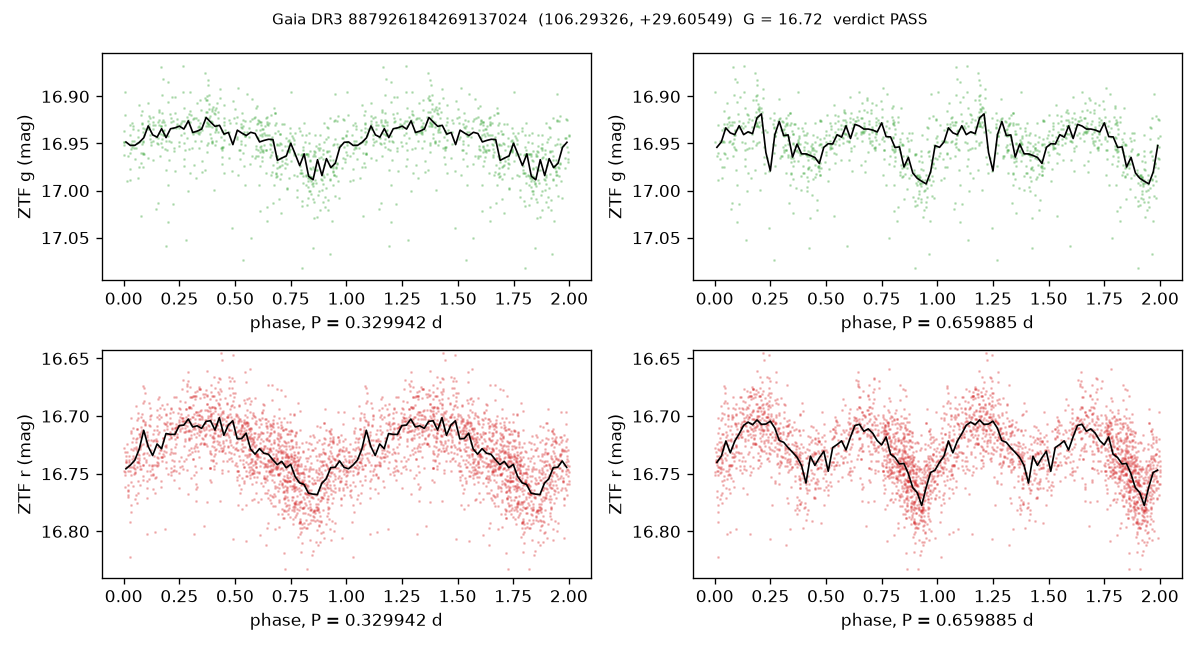 Gaia DR3 887926184269137024 (106.29326, +29.60549) G = 16.72 verdict PASS
ZTF g (mag)
16.90
16.95
17.00
17.05
0.00 0.25 0.50 0.75 1.00 1.25 1.50 1.75 2.00
phase, P = 0.329942 d
ZTF g (mag)
16.90
16.95
17.00
17.05
0.00 0.25 0.50 0.75 1.00 1.25 1.50 1.75 2.00
phase, P = 0.659885 d
ZTF r (mag)
16.65
16.70
16.75
16.80
0.00 0.25 0.50 0.75 1.00 1.25 1.50 1.75 2.00
phase, P = 0.329942 d
ZTF r (mag)
16.65
16.70
16.75
16.80
0.00 0.25 0.50 0.75 1.00 1.25 1.50 1.75 2.00
phase, P = 0.659885 d